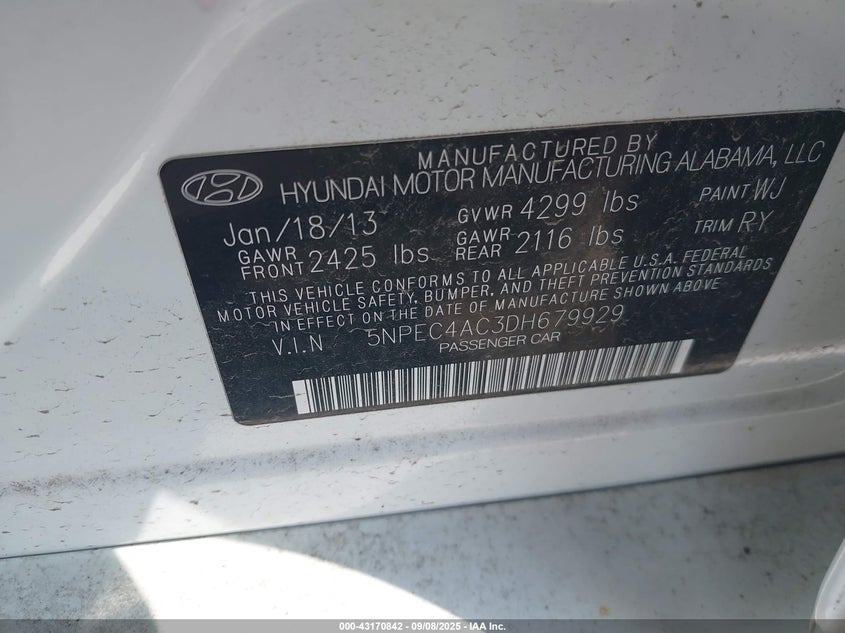 MANUFACTURED BY
HYUNDAI MOTOR MANUFACTURING ALABAMA, LLC
Jan/18/13 GVWR 4299 lbs PAINT WJ
GAWR FRONT 2425 lbs GAWR REAR 2116 lbs TRIM RY
THIS VEHICLE CONFORMS TO ALL APPLICABLE U.S.A. FEDERAL
MOTOR VEHICLE SAFETY, BUMPER, AND THEFT PREVENTION STANDARDS
IN EFFECT ON THE DATE OF MANUFACTURE SHOWN ABOVE
V.I.N 5NPEC4AC3DH679929
PASSENGER CAR
000-43170842 - 09/08/2025 - IAA Inc.